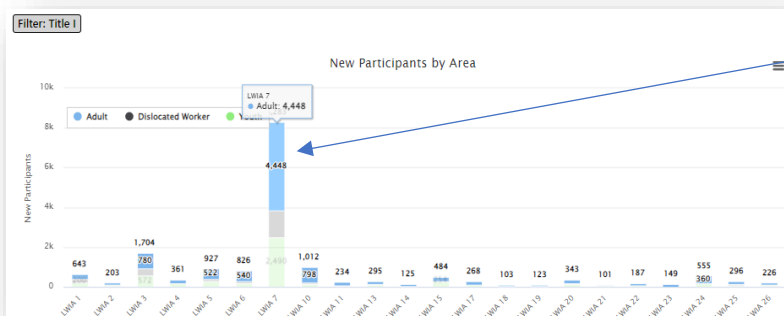 Filter: Title I
New Participants by Area
10k
8k
6k
4k
2k
0
New Participants
LWIA 7
Adult: 4,448
Adult
Dislocated Worker
4,448
2,490
643
203
1,704
780
572
361
927
522
826
540
1,012
798
234
295
125
484
268
103
123
343
101
187
149
555
360
296
226
LWIA 1
LWIA 2
LWIA 3
LWIA 4
LWIA 5
LWIA 6
LWIA 7
LWIA 10
LWIA 11
LWIA 13
LWIA 14
LWIA 15
LWIA 17
LWIA 18
LWIA 19
LWIA 20
LWIA 21
LWIA 22
LWIA 23
LWIA 24
LWIA 25
LWIA 26